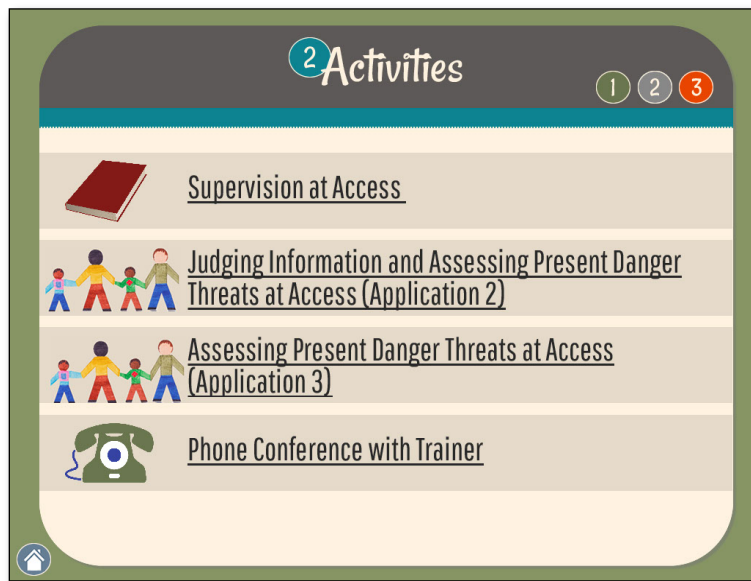 2 Activities
1 2 3
Supervision at Access
Judging Information and Assessing Present Danger
Threats at Access (Application 2)
Assessing Present Danger Threats at Access
(Application 3)
Phone Conference with Trainer